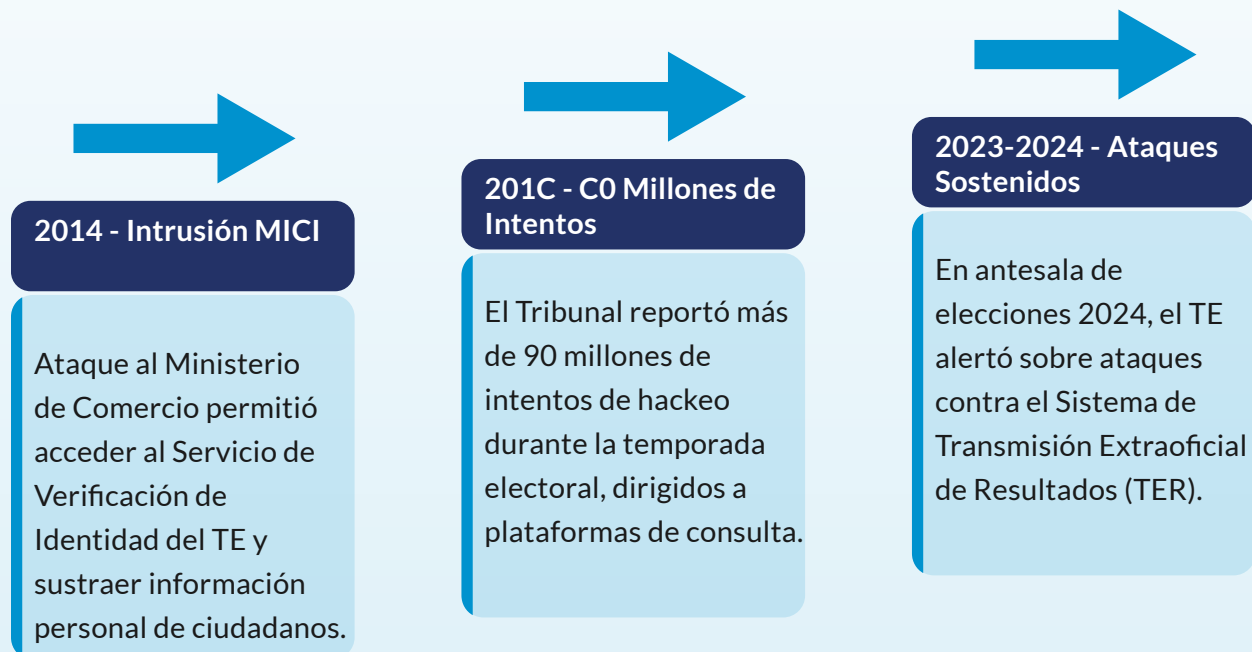 2014 - Intrusión MICI
Ataque al Ministerio
de Comercio permitió
acceder al Servicio de
Verificación de
Identidad del TE y
sustraer información
personal de ciudadanos.
201C - C0 Millones de
Intentos
El Tribunal reportó más
de 90 millones de
intentos de hackeo
durante la temporada
electoral, dirigidos a
plataformas de consulta.
2023-2024 - Ataques
Sostenidos
En antesala de
elecciones 2024, el TE
alertó sobre ataques
contra el Sistema de
Transmisión Extraoficial
de Resultados (TER).